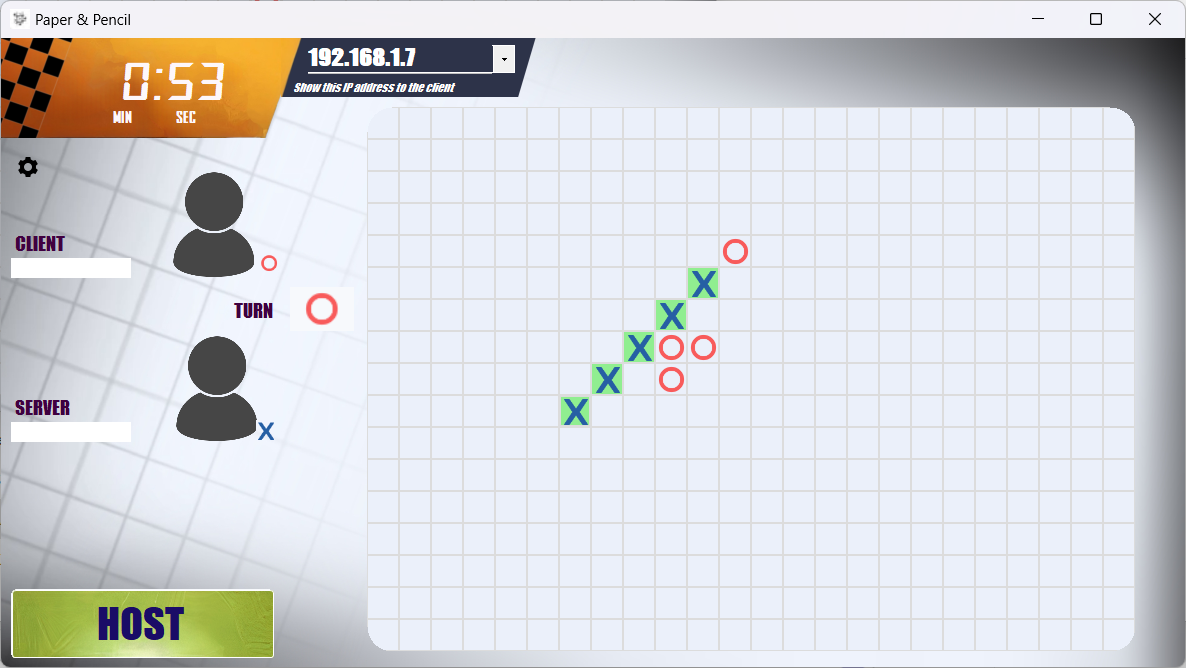 Paper & Pencil
0:53
MIN SEC
192.168.1.7
Show this IP address to the client
CLIENT
TURN
SERVER
X
X
X
X
X
X
HOST